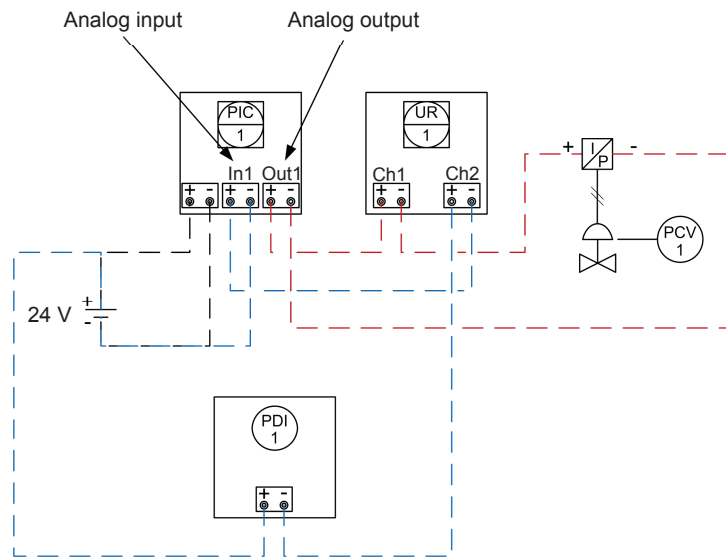 Analog input
Analog output
PIC
1
UR
1
In1
Out1
Ch1
Ch2
+ -
+ -
+ -
+ -
+ -
+
I
P
-
PCV
1
+
24 V
-
PDI
1
+ -